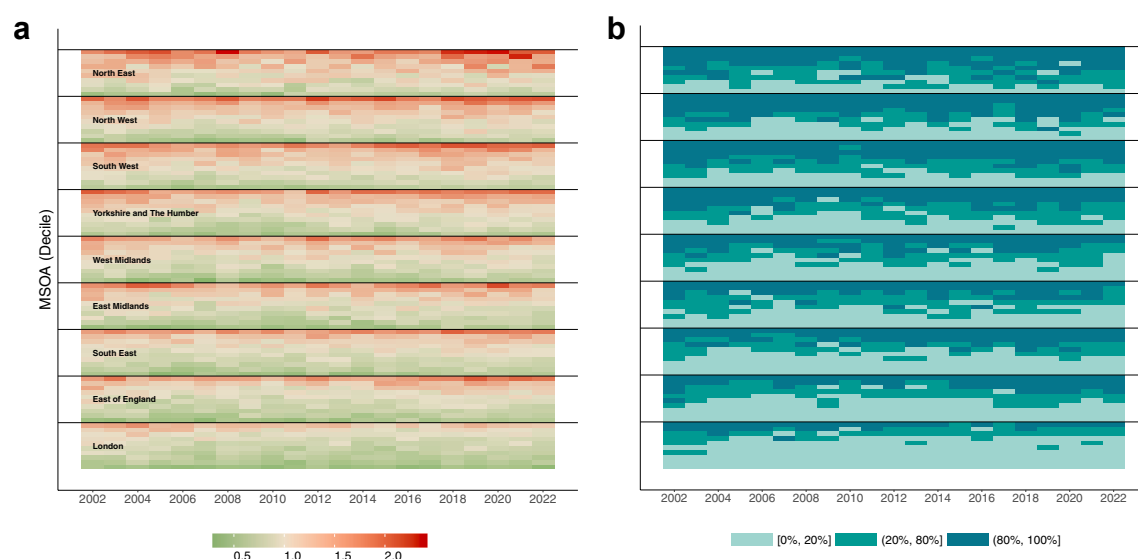 a
b
MSOA (Decile)
North East
North West
South West
Yorkshire and The Humber
West Midlands
East Midlands
South East
East of England
London
2002 2004 2006 2008 2010 2012 2014 2016 2018 2020 2022
2002 2004 2006 2008 2010 2012 2014 2016 2018 2020 2022
0.5 1.0 1.5 2.0
[0%, 20%] (20%, 80%] (80%, 100%]